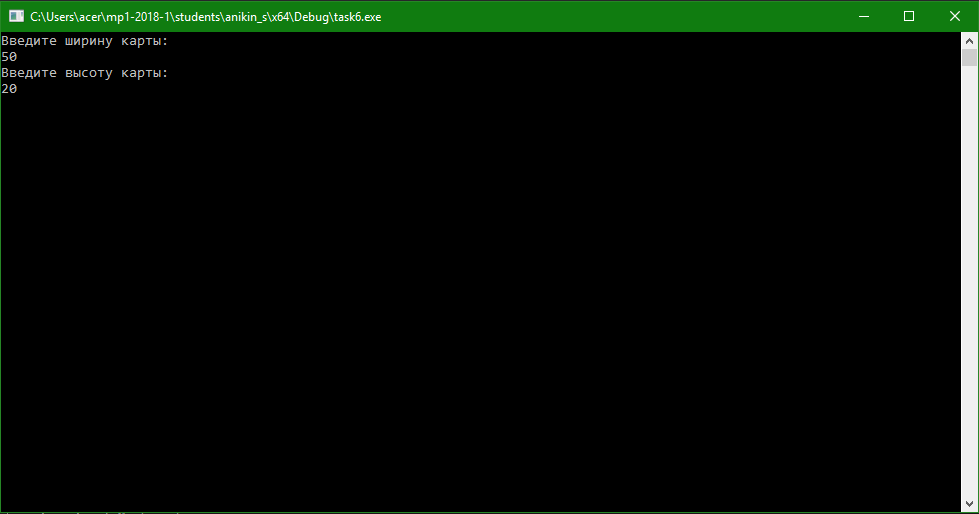 C:\Users\acer\mp1-2018-1\students\anikin_s\x64\Debug\task6.exe
Введите ширину карты:
50
Введите высоту карты:
20